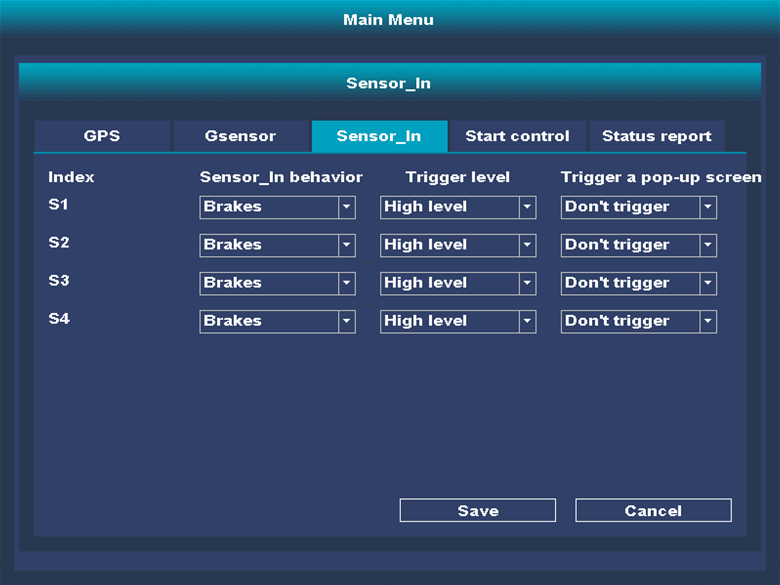 Main Menu
Sensor_In
GPS Gsensor Sensor_In Start control Status report
Index Sensor_In behavior Trigger level Trigger a pop-up screen
S1 Brakes High level Don't trigger
S2 Brakes High level Don't trigger
S3 Brakes High level Don't trigger
S4 Brakes High level Don't trigger
Save Cancel